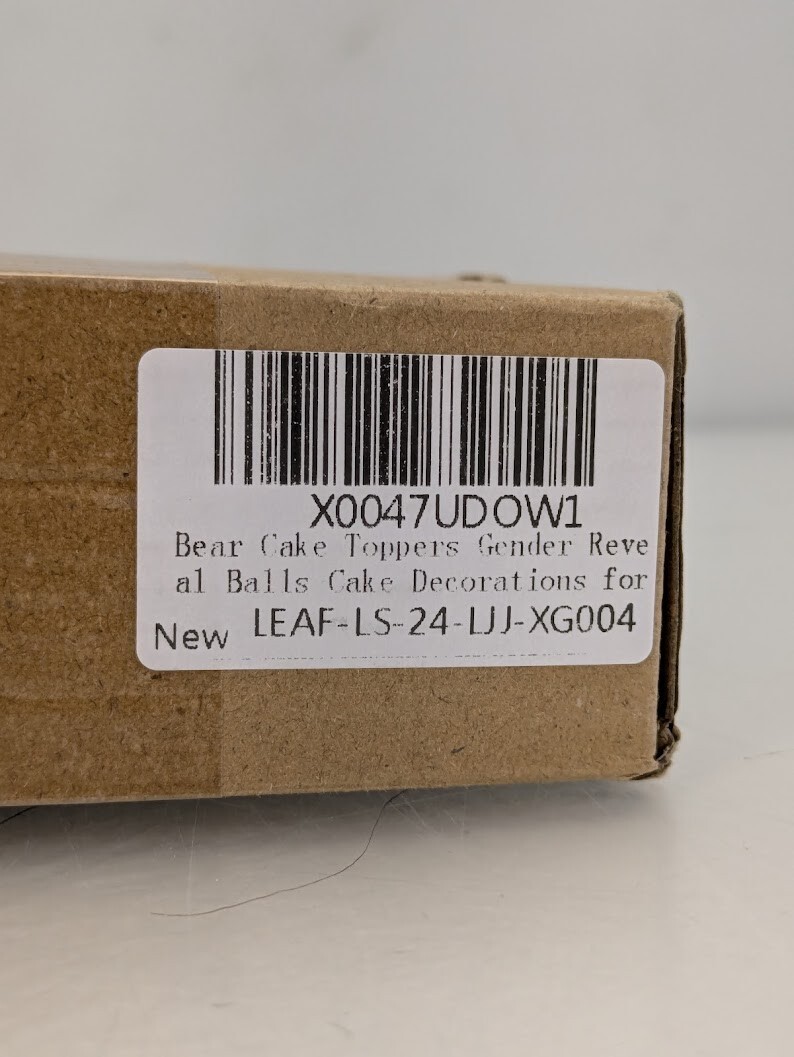 X0047UDOW1
Bear Cake Toppers Gender Reve
al Balls Cake Decorations for
New LEAF-LS-24-LJJ-XG004